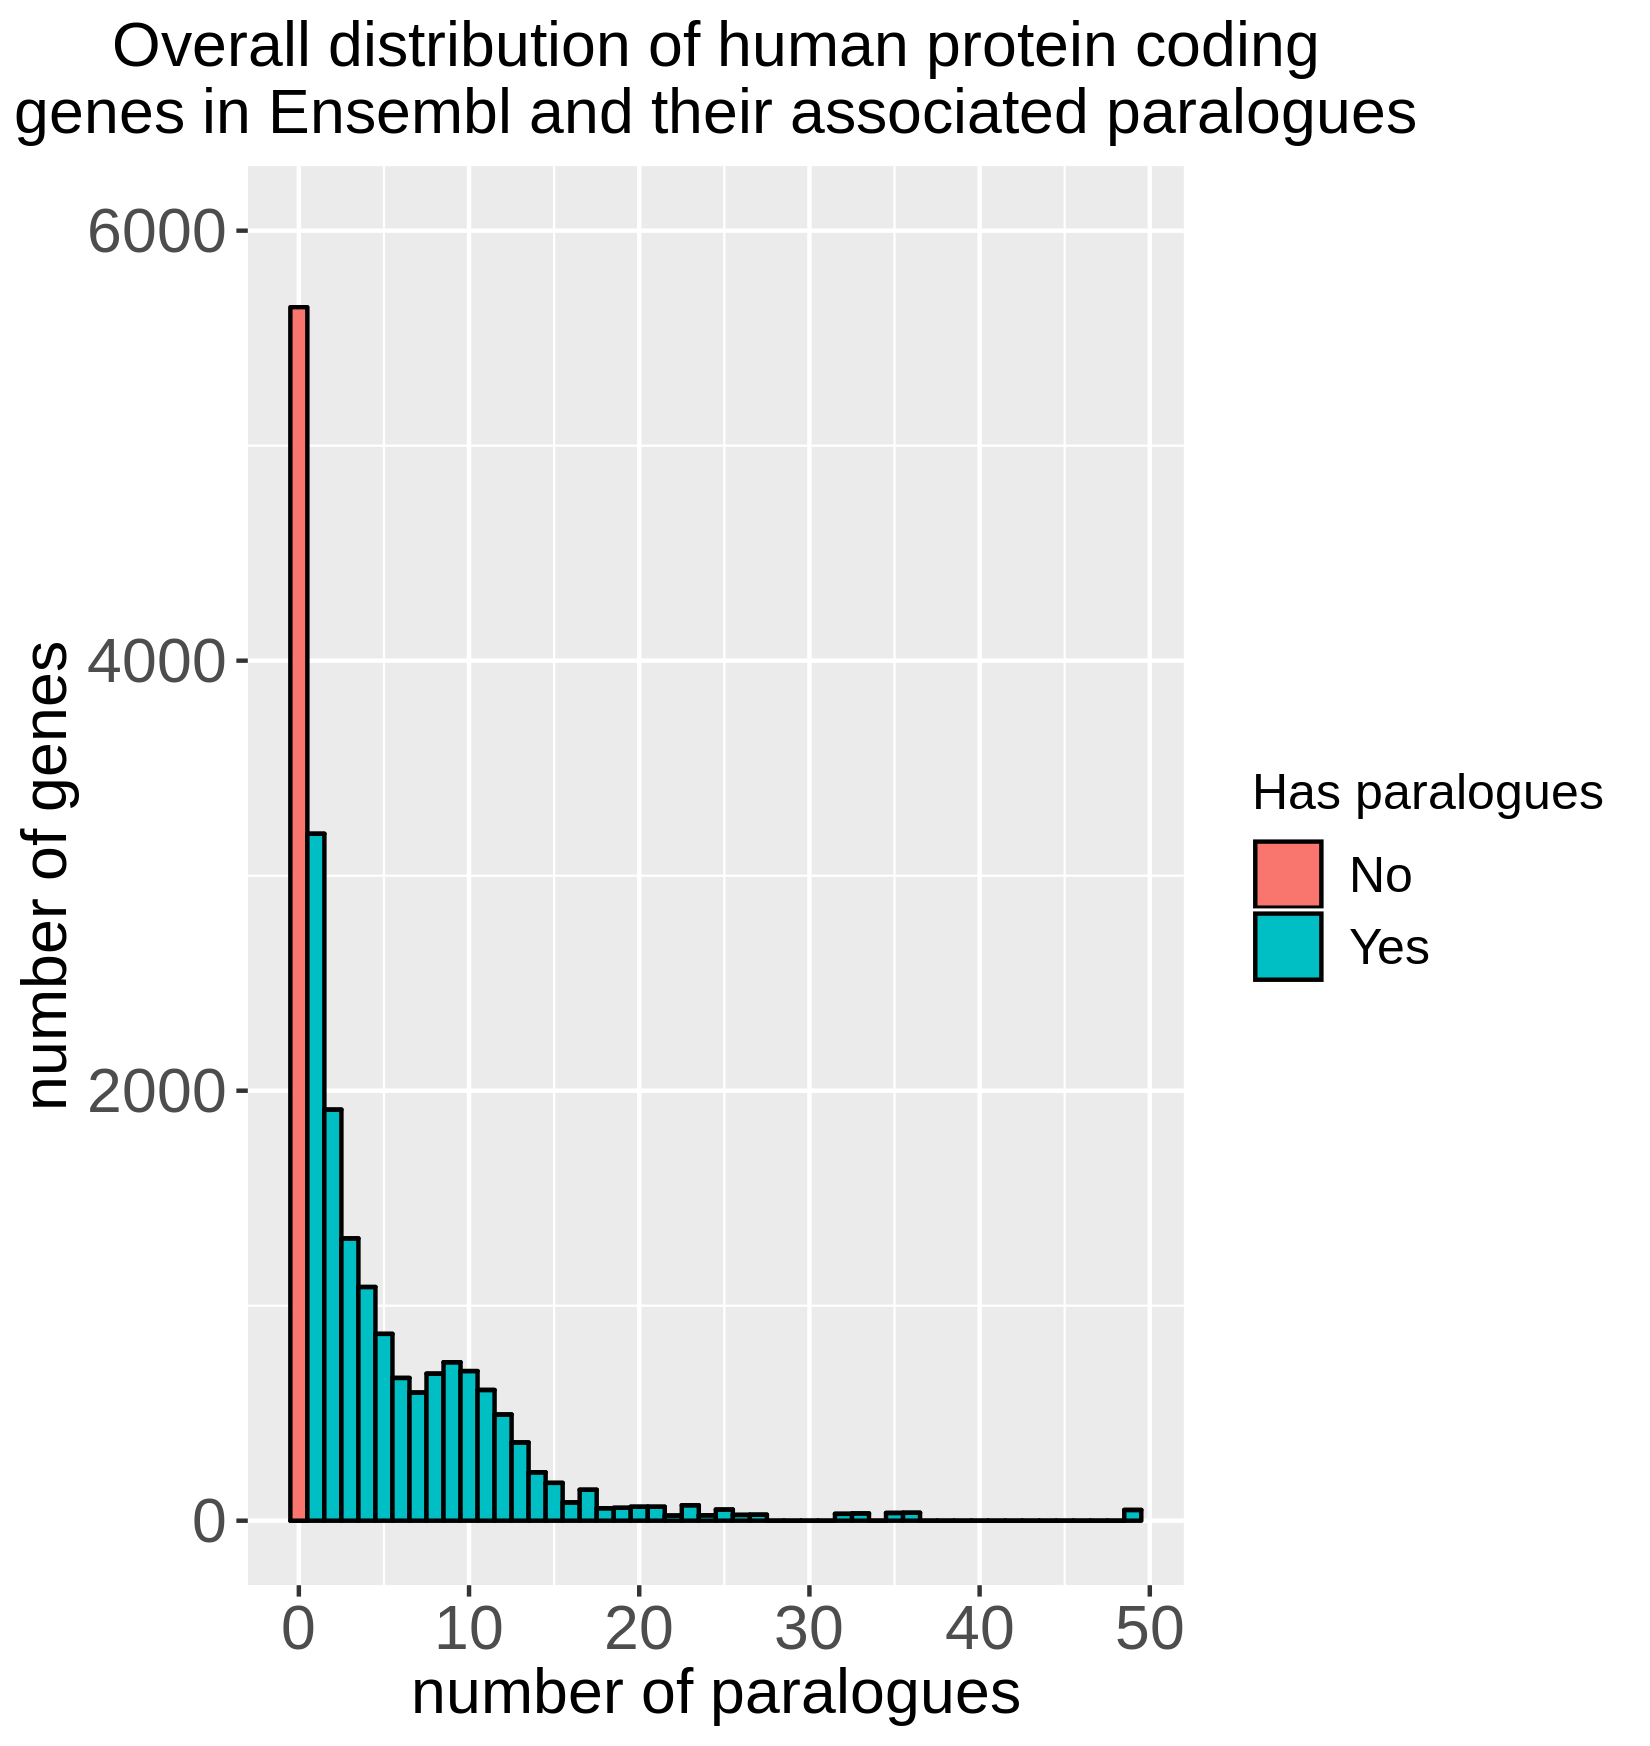 Overall distribution of human protein coding
genes in Ensembl and their associated paralogues
6000
4000
2000
0
number of genes
0 10 20 30 40 50
number of paralogues
Has paralogues
No
Yes